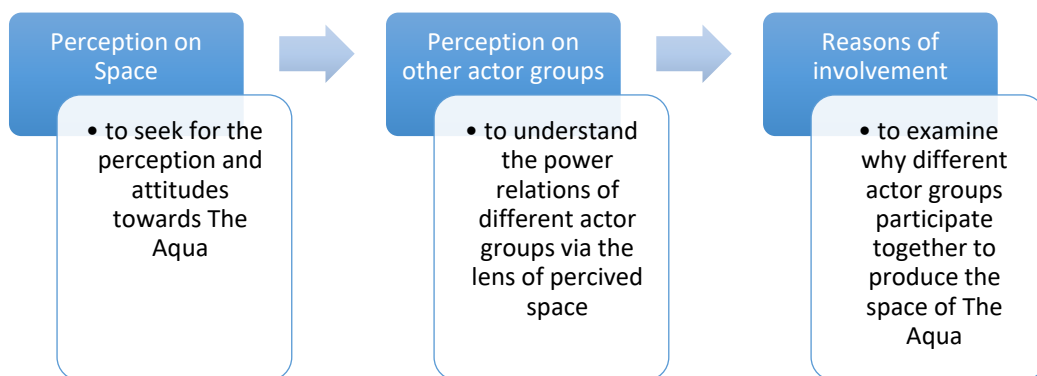 Perception on
Space
• to seek for the
perception and
attitudes
towards The
Aqua
Perception on
other actor groups
• to understand
the power
relations of
different actor
groups via the
lens of percived
space
Reasons of
involvement
• to examine
why different
actor groups
participate
together to
produce the
space of The
Aqua